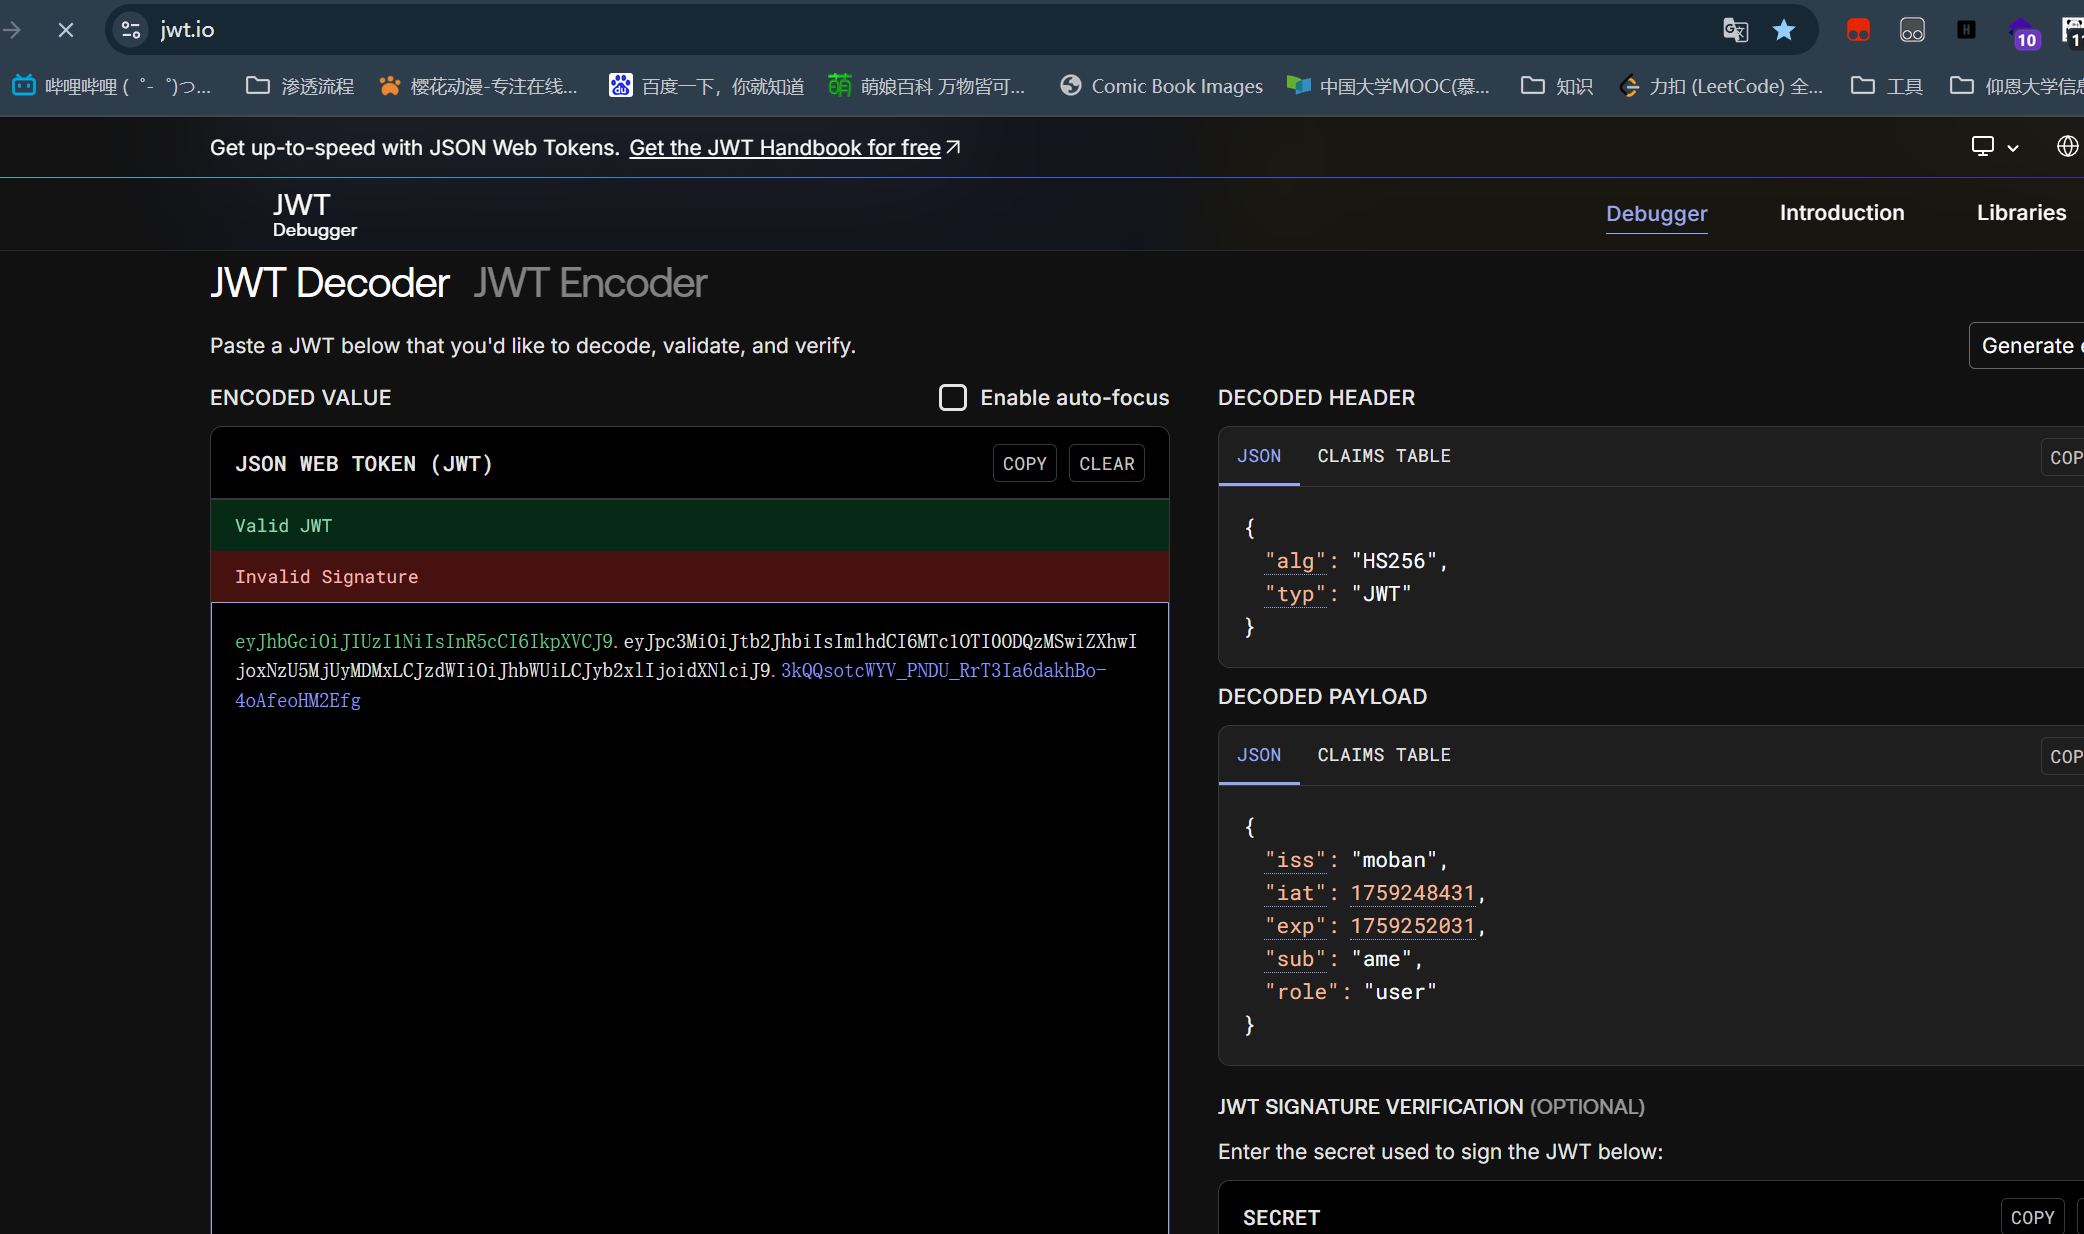 jwt.io
10
哔哩哔哩 (゜-゜)つ...
渗透流程
樱花动漫-专注在线...
百度一下，你就知道
萌娘百科 万物皆可...
Comic Book Images
中国大学MOOC(慕...
知识
力扣 (LeetCode) 全...
工具
仰恩大学信息
Get up-to-speed with JSON Web Tokens. Get the JWT Handbook for free
JWT
Debugger
Debugger
Introduction
Libraries
JWT Decoder JWT Encoder
Paste a JWT below that you'd like to decode, validate, and verify.
Generate e
ENCODED VALUE
Enable auto-focus
JSON WEB TOKEN (JWT)
COPY
CLEAR
Valid JWT
Invalid Signature
eyJhbGciOiJIUzI1NiIsInR5cCI6IkpXVCJ9.eyJpc3MiOiJtb2JhbiIsImlhdCI6MTc1OTI0ODQzMSwiZXhwI
joxNzU5MjUyMDMxLCJzdWIiOiJhbWUiLCJyb2xlIjoidXNlciJ9.3kQQsotcWYV_PNDU_RrT3Ia6dakhBo-
4oAfeoHM2Efg
DECODED HEADER
JSON
CLAIMS TABLE
COP
{
"alg": "HS256",
"typ": "JWT"
}
DECODED PAYLOAD
JSON
CLAIMS TABLE
COP
{
"iss": "moban",
"iat": 1759248431,
"exp": 1759252031,
"sub": "ame",
"role": "user"
}
JWT SIGNATURE VERIFICATION (OPTIONAL)
Enter the secret used to sign the JWT below:
SECRET
COPY